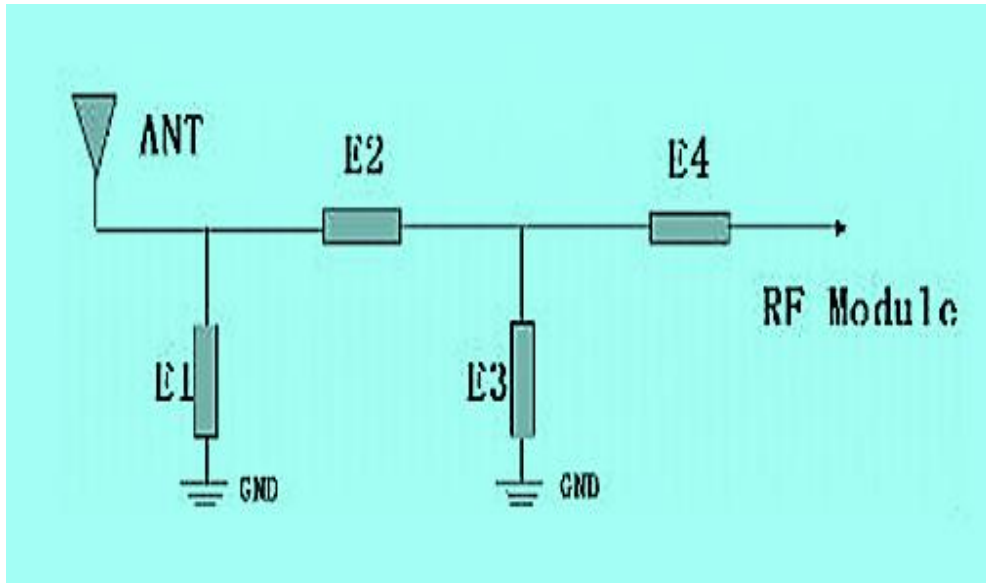 ANT
E2
E4
RF Module
E1
E3
GND
GND